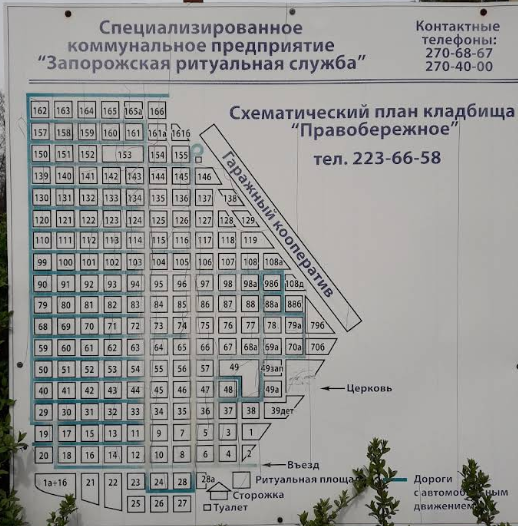 Специализированное
коммунальное предприятие
"Запорожская ритуальная служба"
Контактные
телефоны:
270-68-67
270-40-00
Схематический план кладбища
"Правобережное"
тел. 223-66-58
Гаражный кооператив
162 163 164 165 165а 166
157 158 159 160 161 161а 161б
150 151 152 153 154 155
139 140 141 142 143 144 145 146
130 131 132 133 134 135 136 137 138
120 121 122 123 124 125 126 127 128 129
110 111 112 113 114 115 116 117 118 119
99 100 101 102 103 104 105 106 107 108 108а
90 91 92 93 94 95 96 97 98 98а 98б 108д
79 80 81 82 83 84 85 86 87 88 88а 88б
68 69 70 71 72 73 74 75 77 78 79а 79б
59 60 61 62 63 64 65 66 67 68а 69а 70а 70б
50 51 52 53 54 55 56 57 49 49зап
40 41 42 43 44 45 46 47 48 49а
Церковь
29 30 31 32 33 34 35 36 37 38 39дет
19 17 15 13 11 9 7 5 3 1
20 18 16 14 12 10 8 6 4 2
Въезд
1а÷16 21 22 23 24 28 28а
25 26 27
Ритуальная площадка
Сторожка
Туалет
Дороги
с автомобильным
движением